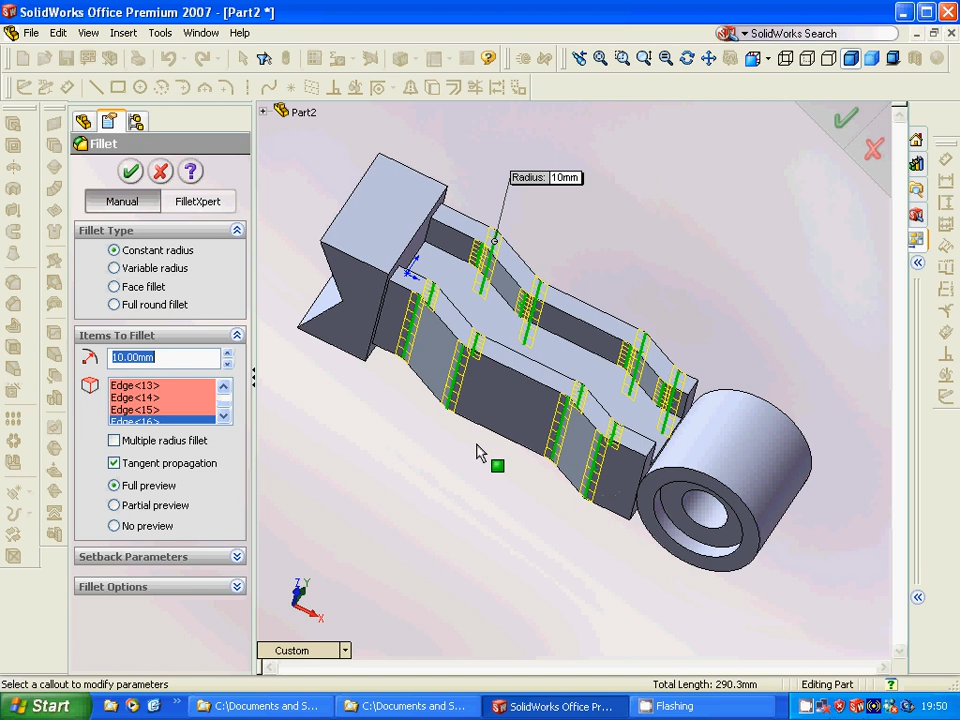 SolidWorks Office Premium 2007 - [Part2 *]
File Edit View Insert Tools Window Help
SolidWorks Search
Part2
Fillet
Manual FilletXpert
Fillet Type
Constant radius
Variable radius
Face fillet
Full round fillet
Items To Fillet
10.00mm
Edge<13>
Edge<14>
Edge<15>
Edge<16>
Multiple radius fillet
Tangent propagation
Full preview
Partial preview
No preview
Setback Parameters
Fillet Options
Radius: 10mm
Z Y
X
Custom
Select a callout to modify parameters Total Length: 290.3mm Editing Part
Start C:\Documents and S... C:\Documents and S... SolidWorks Office Pr... Flashing 19:50